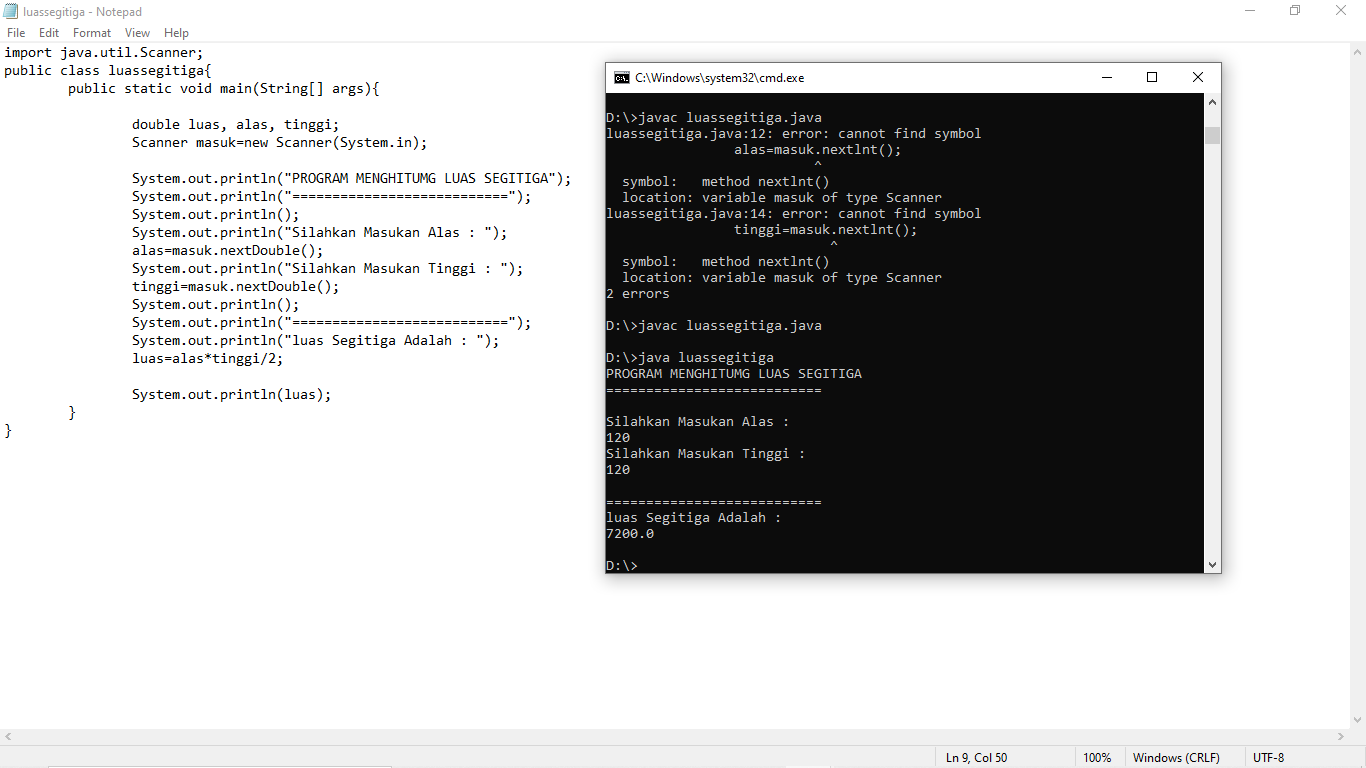 luassegitiga - Notepad
File Edit Format View Help
import java.util.Scanner;
public class luassegitiga{
public static void main(String[] args){
double luas, alas, tinggi;
Scanner masuk=new Scanner(System.in);
System.out.println("PROGRAM MENGHITUMG LUAS SEGITIGA");
System.out.println("===========================");
System.out.println();
System.out.println("Silahkan Masukan Alas : ");
alas=masuk.nextDouble();
System.out.println("Silahkan Masukan Tinggi : ");
tinggi=masuk.nextDouble();
System.out.println();
System.out.println("===========================");
System.out.println("luas Segitiga Adalah : ");
luas=alas*tinggi/2;
System.out.println(luas);
}
}
C:\Windows\system32\cmd.exe
D:\>javac luassegitiga.java
luassegitiga.java:12: error: cannot find symbol
alas=masuk.nextlnt();
^
symbol: method nextlnt()
location: variable masuk of type Scanner
luassegitiga.java:14: error: cannot find symbol
tinggi=masuk.nextlnt();
^
symbol: method nextlnt()
location: variable masuk of type Scanner
2 errors
D:\>javac luassegitiga.java
D:\>java luassegitiga
PROGRAM MENGHITUMG LUAS SEGITIGA
===========================
Silahkan Masukan Alas :
120
Silahkan Masukan Tinggi :
120
===========================
luas Segitiga Adalah :
7200.0
D:\>
Ln 9, Col 50 100% Windows (CRLF) UTF-8